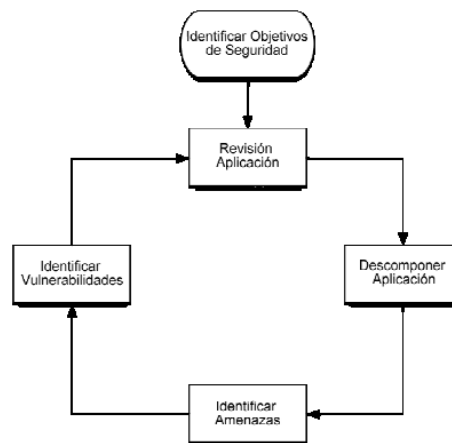 Identificar Objetivos
de Seguridad
Revisión
Aplicación
Identificar
Vulnerabilidades
Descomponer
Aplicación
Identificar
Amenazas